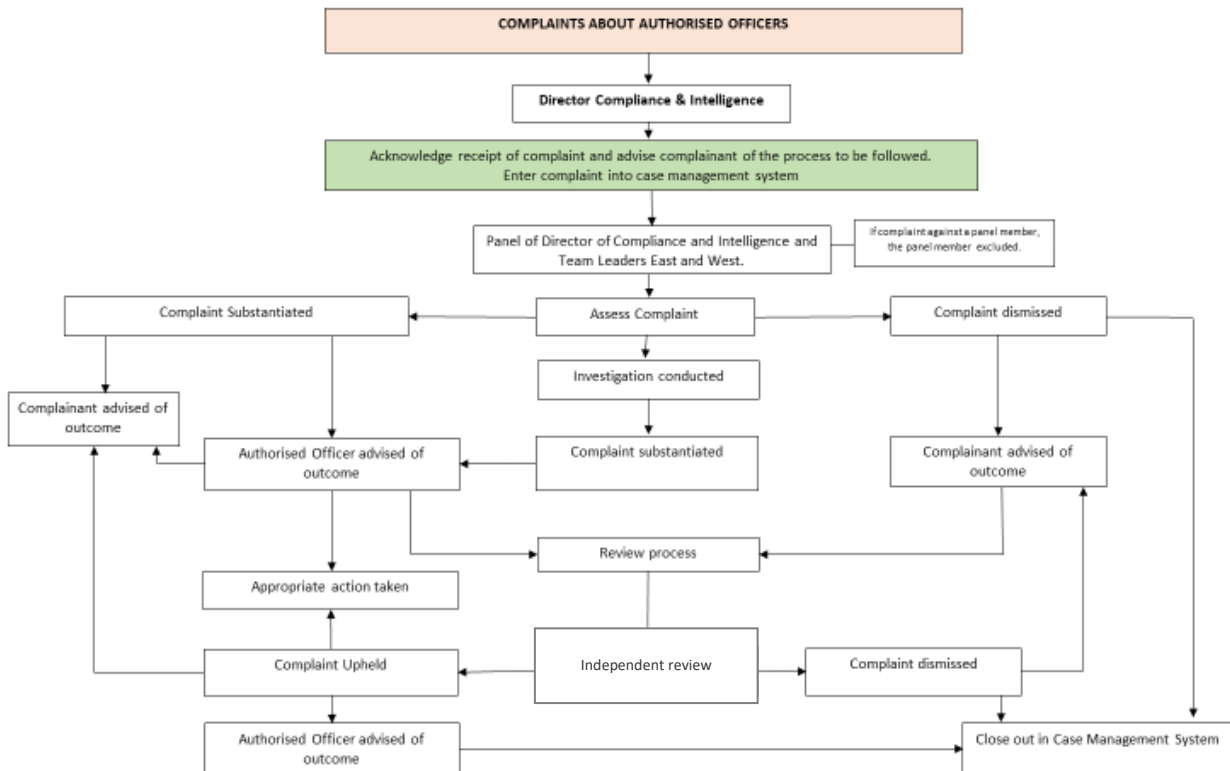 COMPLAINTS ABOUT AUTHORISED OFFICERS
Director Compliance & Intelligence
Acknowledge receipt of complaint and advise complainant of the process to be followed.
Enter complaint into case management system
Panel of Director of Compliance and Intelligence and
Team Leaders East and West.
If complaint against a panel member,
the panel member excluded.
Complaint Substantiated
Assess Complaint
Complaint dismissed
Investigation conducted
Complainant advised of
outcome
Authorised Officer advised of
outcome
Complaint substantiated
Complainant advised of
outcome
Review process
Appropriate action taken
Complaint Upheld
Independent review
Complaint dismissed
Authorised Officer advised of
outcome
Close out in Case Management System